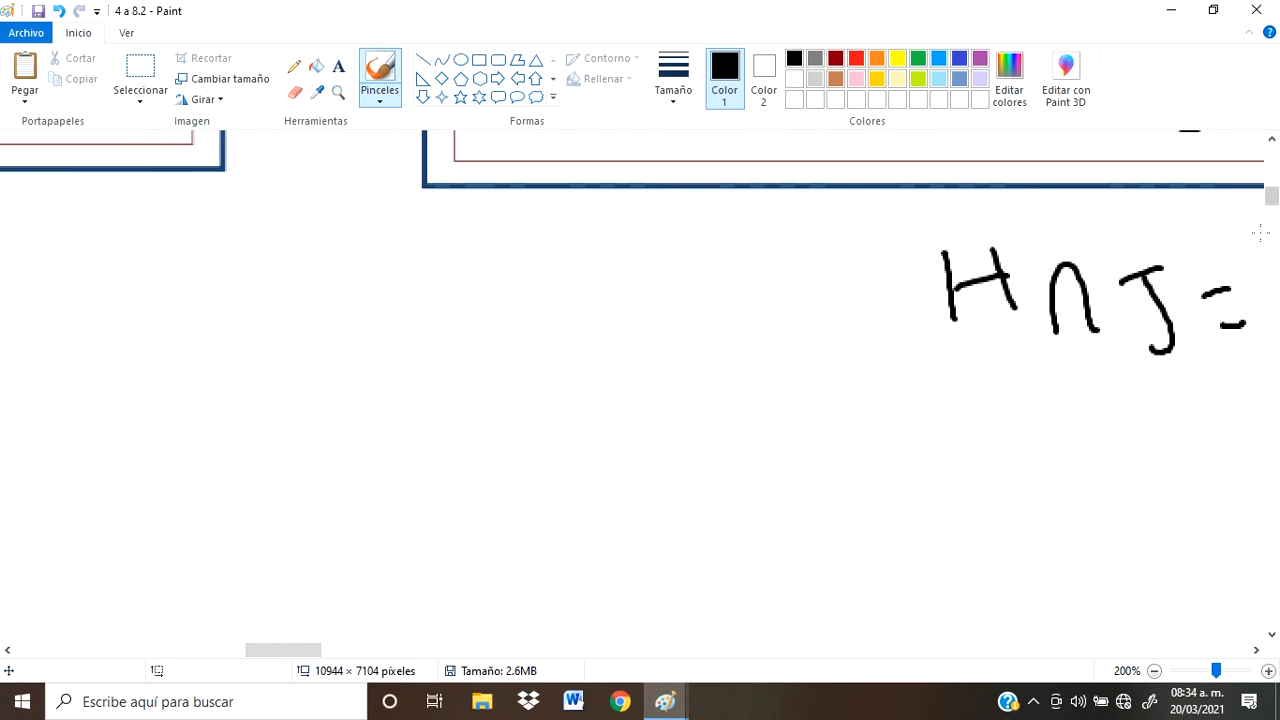 4 a 8.2 - Paint
Archivo Inicio Ver
Pegar
Cortar
Copiar
Portapapeles
Seleccionar
Recortar
Cambiar tamaño
Girar
Imagen
A
Herramientas
Pinceles
Contorno
Rellenar
Formas
Tamaño
Color 1
Color 2
Editar colores
Editar con Paint 3D
Colores
H ∩ J =
10944 × 7104 píxeles
Tamaño: 2.6MB
200%
Escribe aquí para buscar
08:34 a. m.
20/03/2021